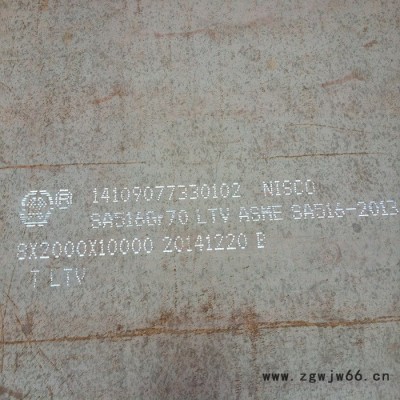 ® 14109077330102 NISCO
SA516Gr70 LTV ASME SA516-2013
8X2000X10000 20141220 B
T LTV
www.zgwjw66.cn